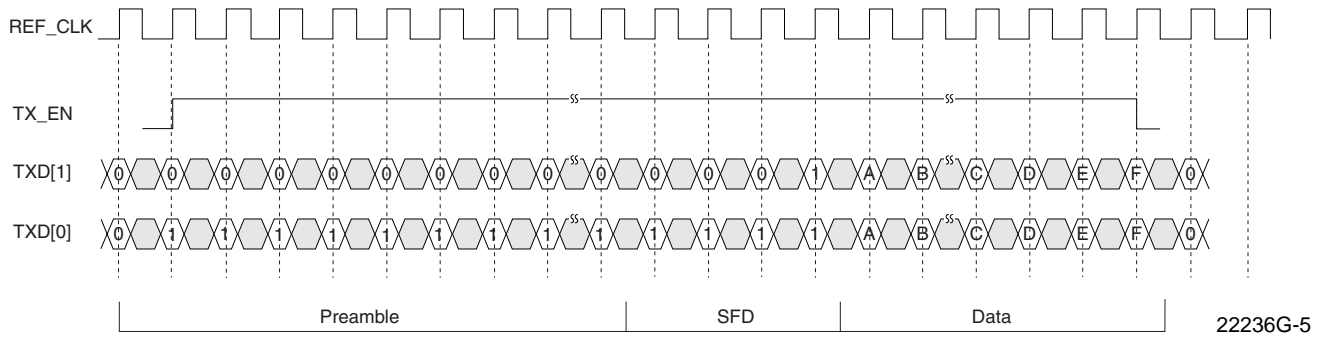 REF_CLK
TX_EN
TXD[1] 0 0 0 0 0 0 0 0 0 0 0 0 0 1 A B C D E F 0
TXD[0] 0 1 1 1 1 1 1 1 1 1 1 1 1 1 A B C D E F 0
Preamble SFD Data
22236G-5